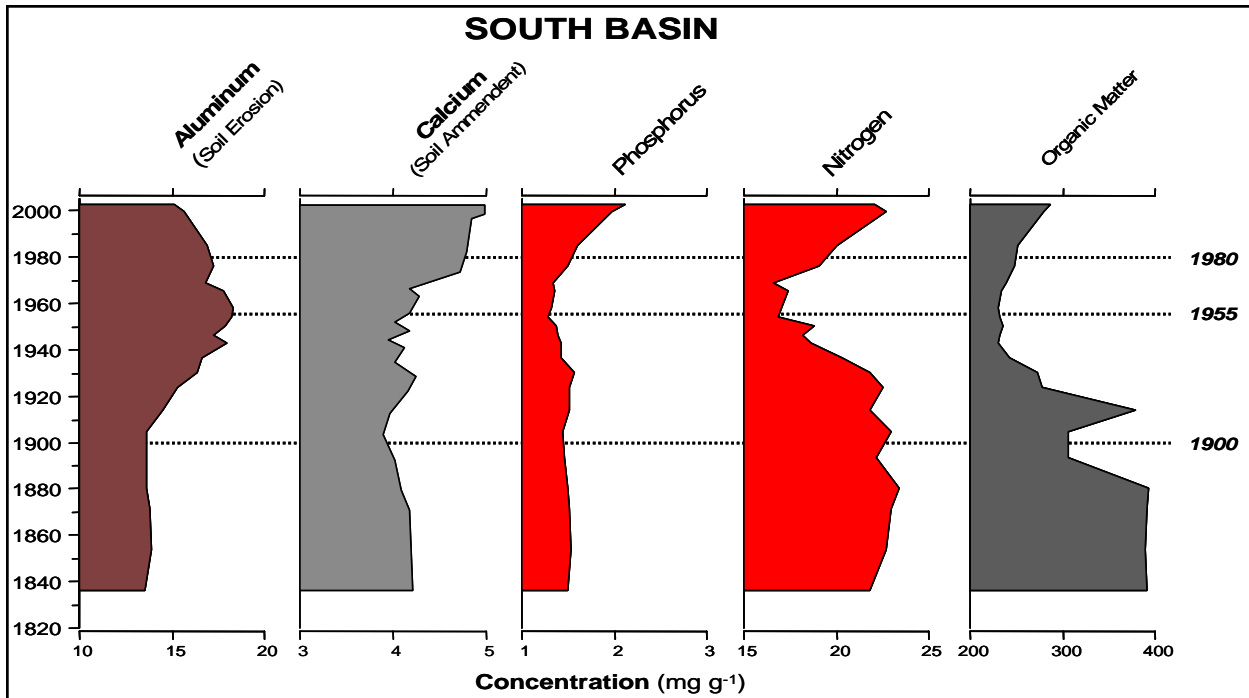 SOUTH BASIN
Aluminum
(Soil Erosion)
Calcium
(Soil Ammendent)
Phosphorus
Nitrogen
Organic Matter
2000
1980
1960
1940
1920
1900
1880
1860
1840
1820
1980
1955
1900
10 15 20
3 4 5
1 2 3
15 20 25
200 300 400
Concentration (mg g-1)